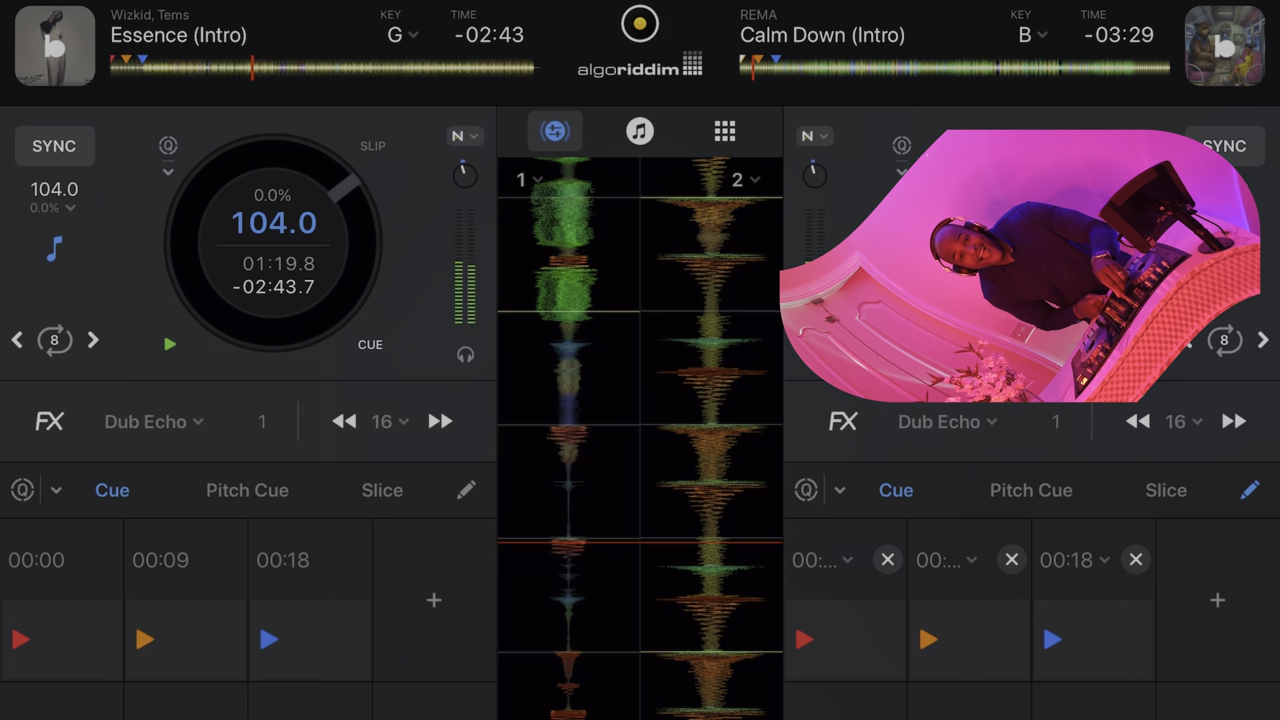 Wizkid, Tems
Essence (Intro)
KEY
G
TIME
-02:43
algoriddim
REMA
Calm Down (Intro)
KEY
B
TIME
-03:29
SYNC
104.0
0.0%
8
Q
0.0%
104.0
01:19.8
-02:43.7
SLIP
CUE
N
1
2
N
Q
SYNC
8
FX
Dub Echo
1
16
FX
Dub Echo
1
16
Q
Cue
Pitch Cue
Slice
Q
Cue
Pitch Cue
Slice
00:00
00:09
00:18
+
00:...
00:...
00:18
+